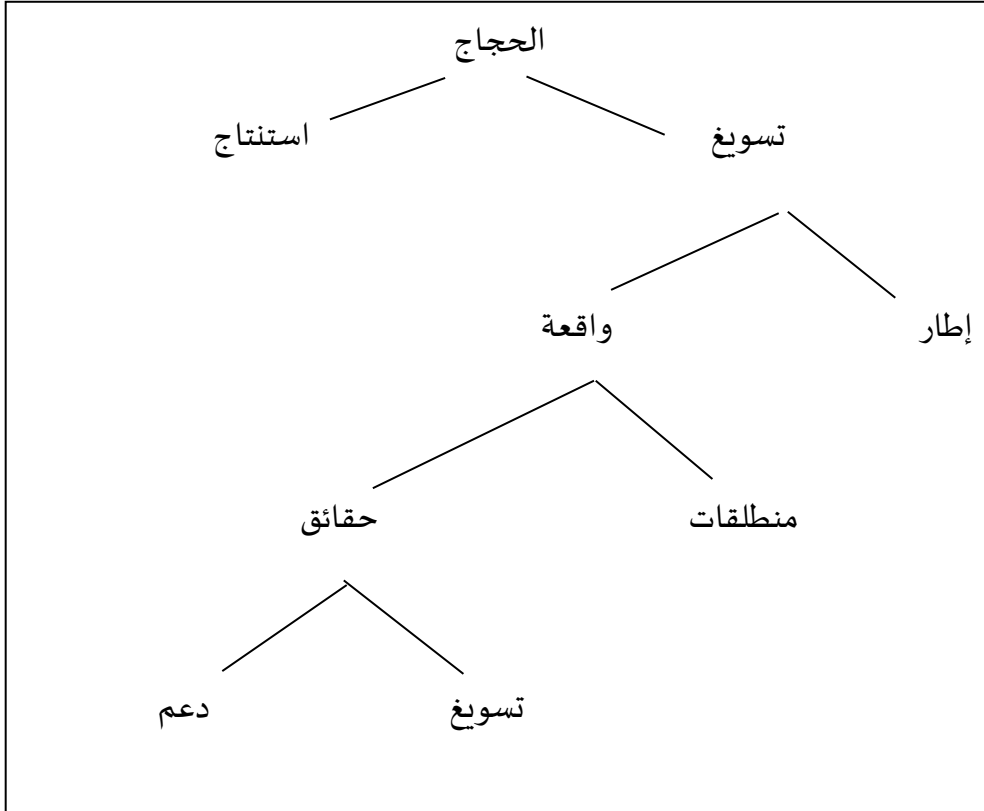 الحجاج
تسويغ استنتاج
إطار واقعة
منطلقات حقائق
تسويغ دعم